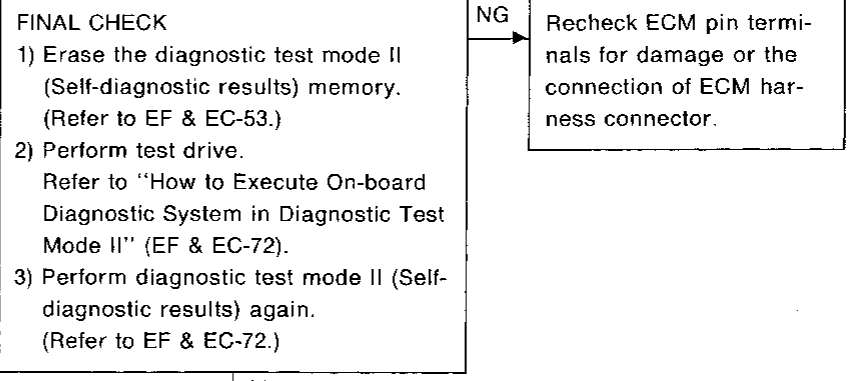 FINAL CHECK
1) Erase the diagnostic test mode II
(Self-diagnostic results) memory.
(Refer to EF & EC-53.)
2) Perform test drive.
Refer to "How to Execute On-board
Diagnostic System in Diagnostic Test
Mode II" (EF & EC-72).
3) Perform diagnostic test mode II (Self-
diagnostic results) again.
(Refer to EF & EC-72.)
NG
Recheck ECM pin termi-
nals for damage or the
connection of ECM har-
ness connector.